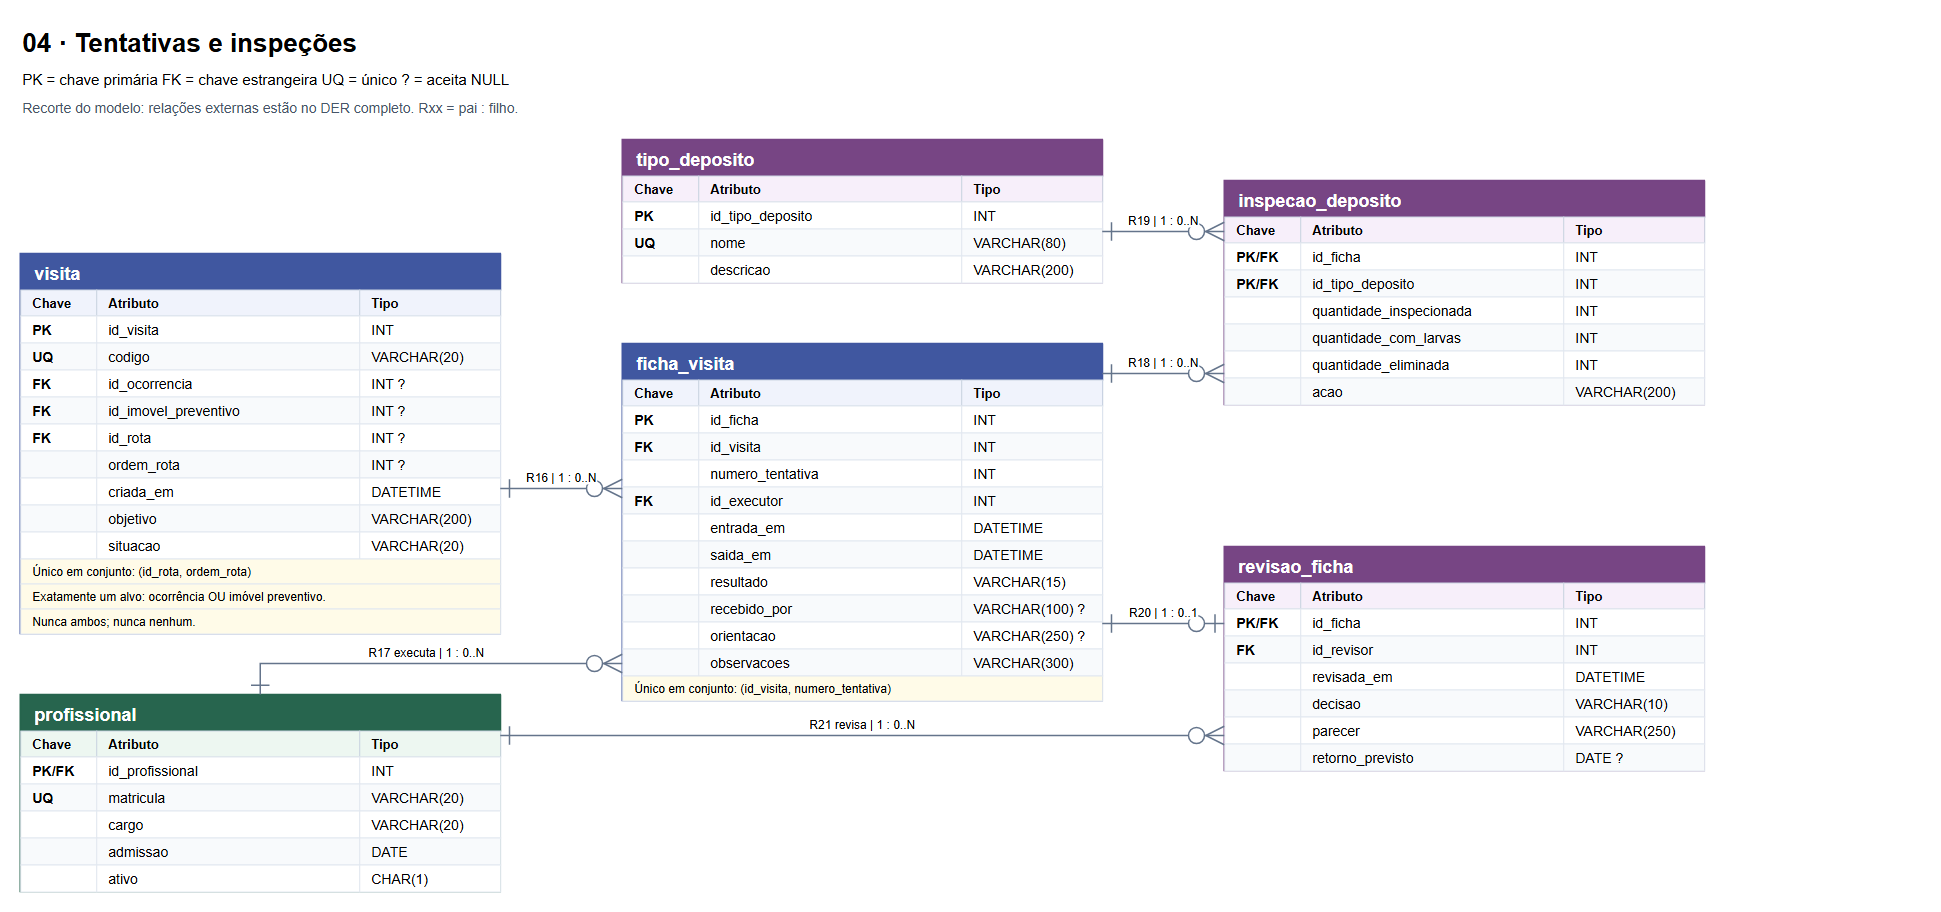 04 · Tentativas e inspeções
PK = chave primária FK = chave estrangeira UQ = único ? = aceita NULL
Recorte do modelo: relações externas estão no DER completo. Rxx = pai : filho.
tipo_deposito
Chave Atributo Tipo
PK id_tipo_deposito INT
UQ nome VARCHAR(80)
descricao VARCHAR(200)
R19 | 1 : 0..N
inspecao_deposito
Chave Atributo Tipo
PK/FK id_ficha INT
PK/FK id_tipo_deposito INT
quantidade_inspecionada INT
quantidade_com_larvas INT
quantidade_eliminada INT
acao VARCHAR(200)
visita
Chave Atributo Tipo
PK id_visita INT
UQ codigo VARCHAR(20)
FK id_ocorrencia INT ?
FK id_imovel_preventivo INT ?
FK id_rota INT ?
ordem_rota INT ?
criada_em DATETIME
objetivo VARCHAR(200)
situacao VARCHAR(20)
Único em conjunto: (id_rota, ordem_rota)
Exatamente um alvo: ocorrência OU imóvel preventivo.
Nunca ambos; nunca nenhum.
R16 | 1 : 0..N
ficha_visita
Chave Atributo Tipo
PK id_ficha INT
FK id_visita INT
numero_tentativa INT
FK id_executor INT
entrada_em DATETIME
saida_em DATETIME
resultado VARCHAR(15)
recebido_por VARCHAR(100) ?
orientacao VARCHAR(250) ?
observacoes VARCHAR(300)
Único em conjunto: (id_visita, numero_tentativa)
R18 | 1 : 0..N
R20 | 1 : 0..1
revisao_ficha
Chave Atributo Tipo
PK/FK id_ficha INT
FK id_revisor INT
revisada_em DATETIME
decisao VARCHAR(10)
parecer VARCHAR(250)
retorno_previsto DATE ?
R17 executa | 1 : 0..N
R21 revisa | 1 : 0..N
profissional
Chave Atributo Tipo
PK/FK id_profissional INT
UQ matricula VARCHAR(20)
cargo VARCHAR(20)
admissao DATE
ativo CHAR(1)